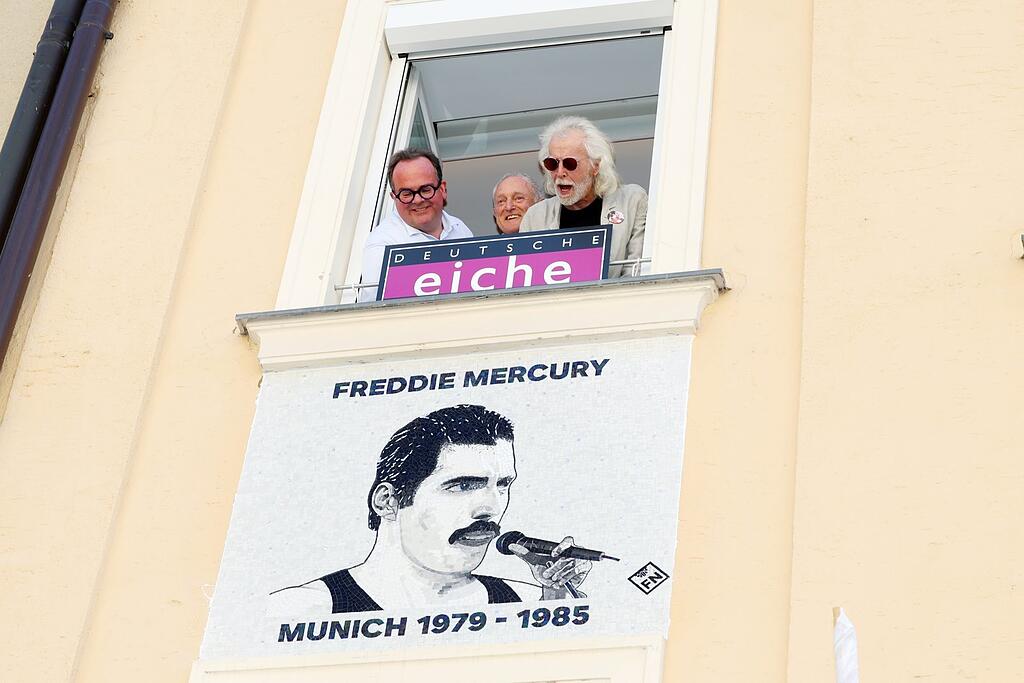 DEUTSCHE
eiche
FREDDIE MERCURY
FN
MUNICH 1979 - 1985